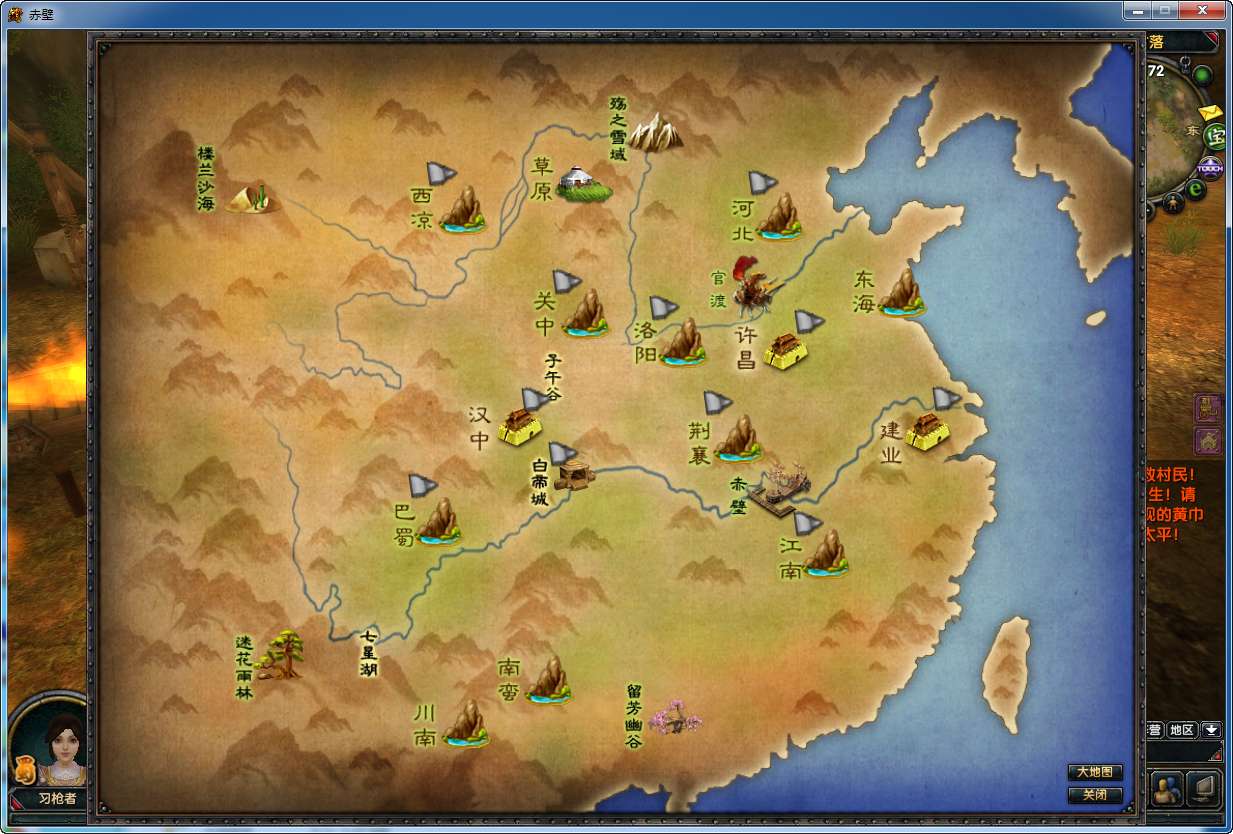 赤壁
落
72
东
宝
TOUCH
殇之雪域
楼兰沙海
草原
西凉
河北
官渡
东海
关中
洛阳
许昌
子午谷
汉中
荆襄
建业
白帝城
赤壁
巴蜀
江南
迷花雨林
七星湖
南蛮
留芳幽谷
川南
救村民！
生！请
现的黄巾
太平！
营
地区
大地图
关闭
习枪者